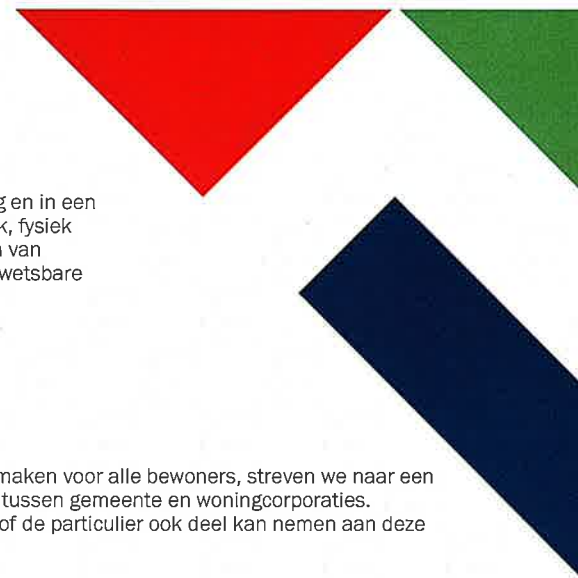 en in een
fysiek
van
wetsbare
maken voor alle bewoners, streven we naar een
tussen gemeente en woningcorporaties.
of de particulier ook deel kan nemen aan deze